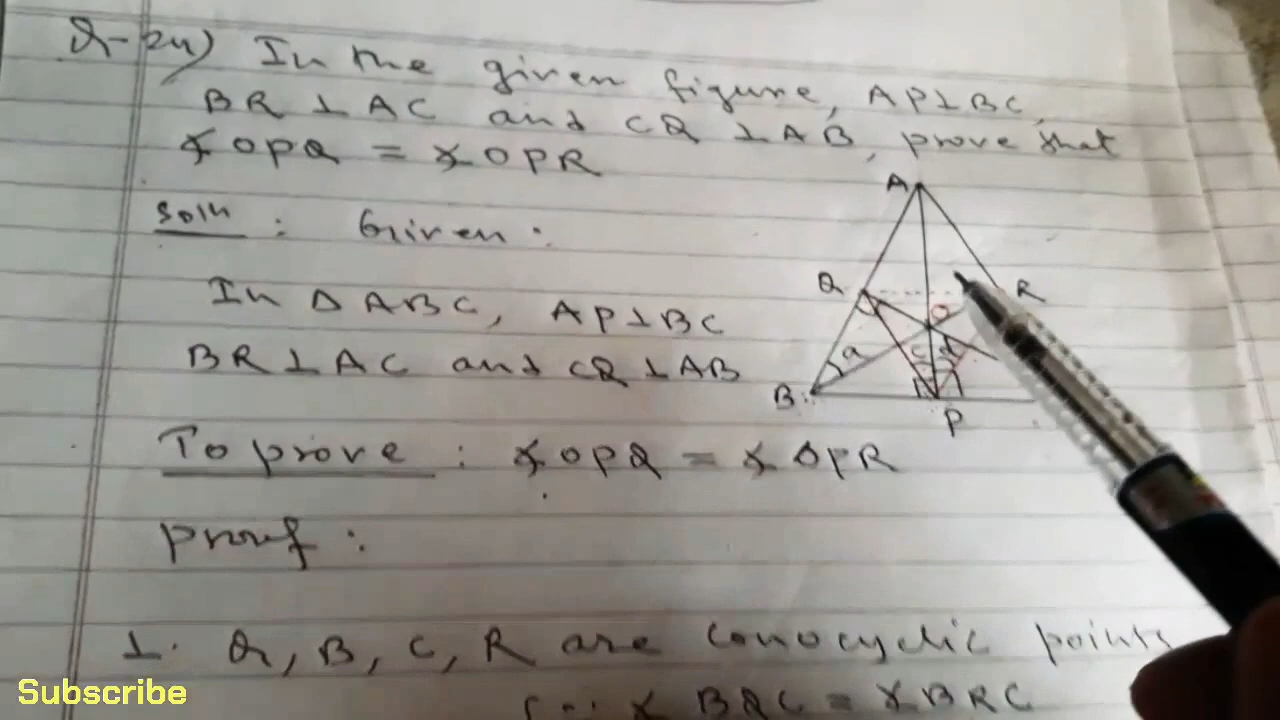 Q-24) In the given figure, AP⊥BC,
BR ⊥ AC and CQ ⊥AB, prove that
∡OPQ = ∡OPR
Soln : Given:
In Δ ABC, AP⊥BC
BR⊥AC and CQ⊥AB
To prove : ∡OPQ = ∡OPR
Proof :
1. Q, B, C, R are conocyclic points
[∵ ∡BQC = ∡BRC
A
Q
R
O
a
c
d
B
P
Subscribe